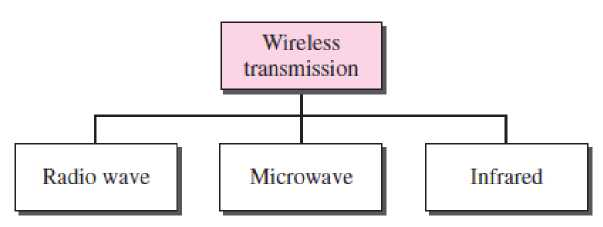 Wireless
transmission
Radio wave
Microwave
Infrared